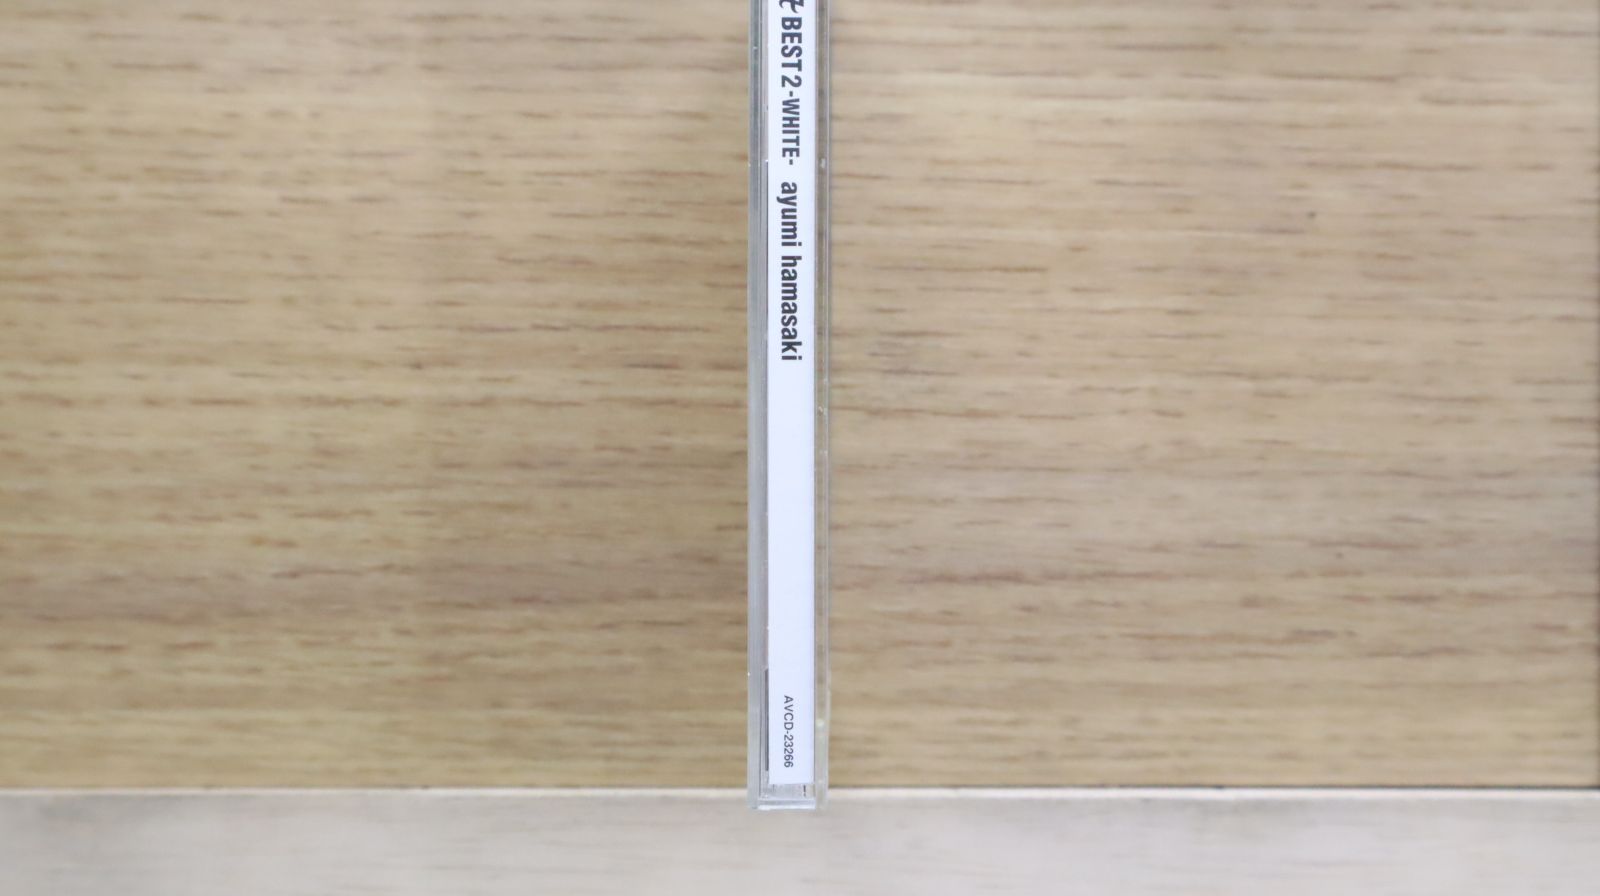 BEST 2 -WHITE- ayumi hamasaki
AVCD-23266